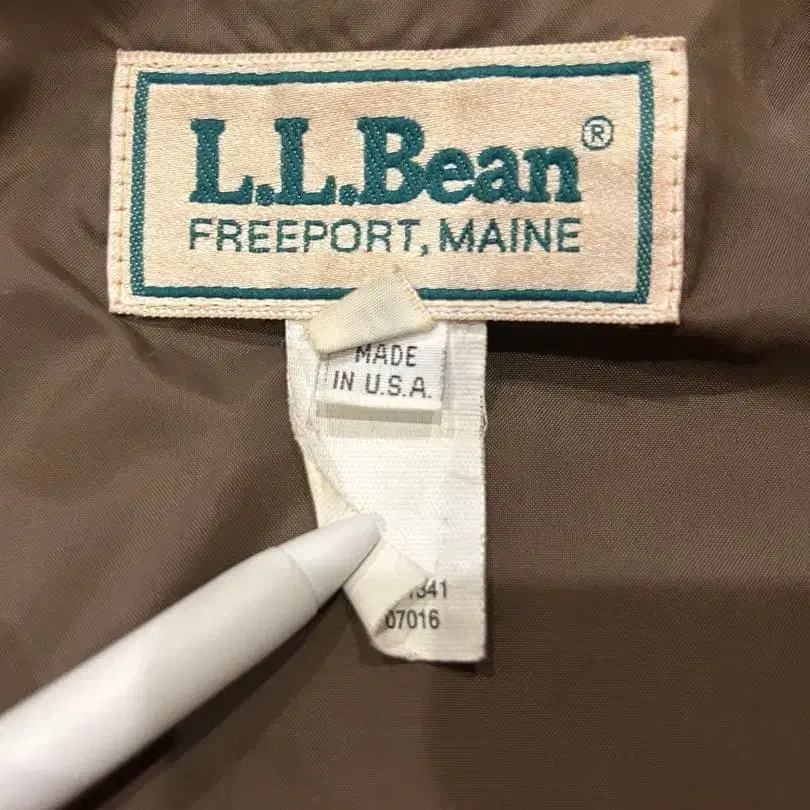 L.L.Bean®
FREEPORT, MAINE
MADE
IN U.S.A.
341
07016